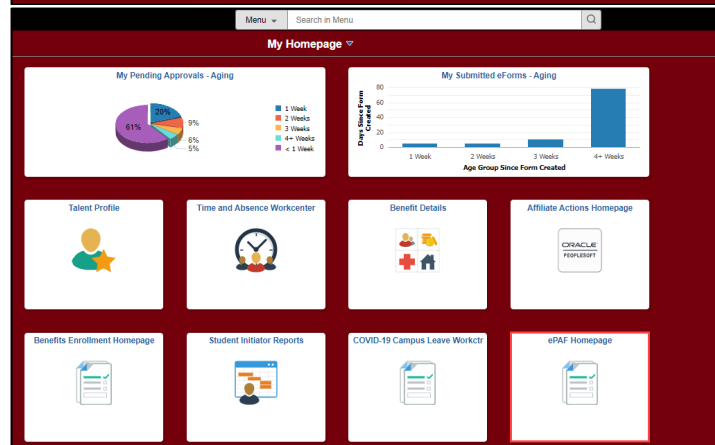 Menu
Search in Menu
My Homepage
My Pending Approvals - Aging
20%
9%
6%
5%
61%
1 Week
2 Weeks
3 Weeks
4+ Weeks
< 1 Week
My Submitted eForms - Aging
Days Since Form
Created
80
60
40
20
0
1 Week
2 Weeks
3 Weeks
4+ Weeks
Age Group Since Form Created
Talent Profile
Time and Absence Workcenter
Benefit Details
Affiliate Actions Homepage
ORACLE
PEOPLESOFT
Benefits Enrollment Homepage
Student Initiator Reports
COVID-19 Campus Leave Workctr
ePAF Homepage